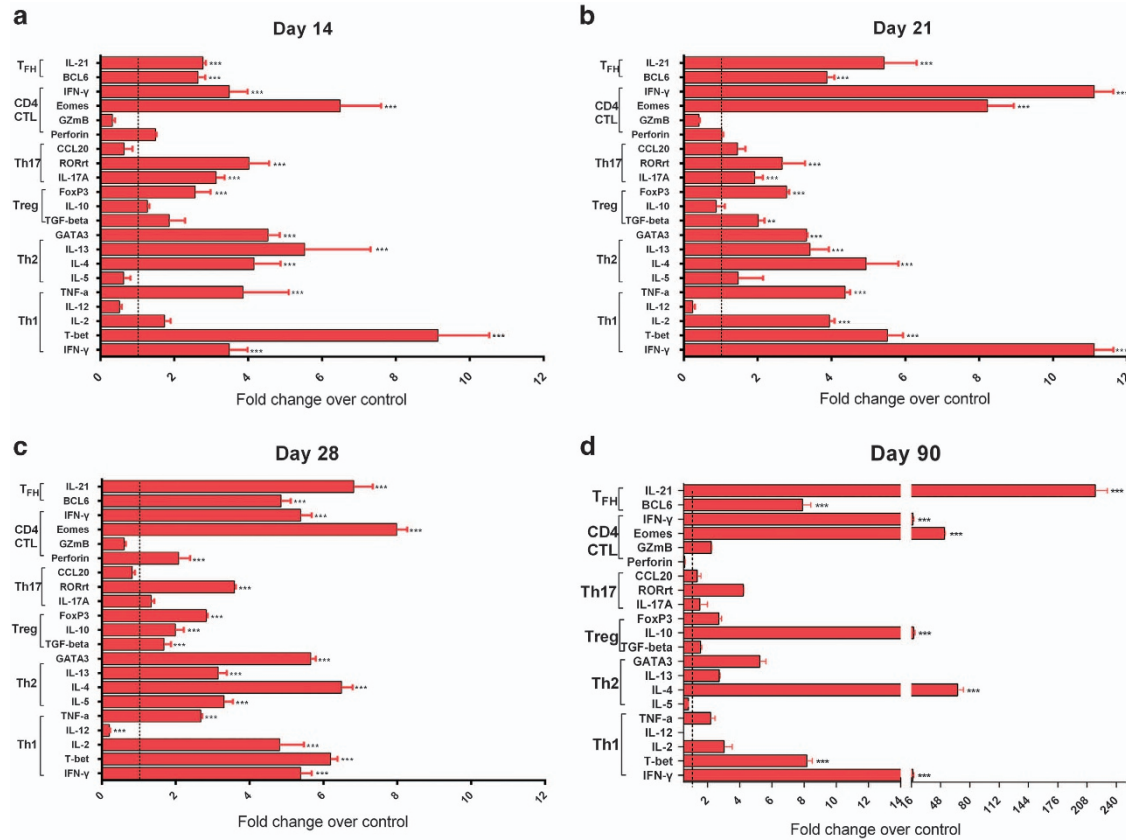 a
Day 14
T_FH
IL-21 ***
BCL6 ***
CD4 CTL
IFN-γ ***
Eomes ***
GZmB
Perforin
Th17
CCL20
RORrt ***
IL-17A ***
Treg
FoxP3 ***
IL-10
TGF-beta
Th2
GATA3 ***
IL-13 ***
IL-4 ***
IL-5
Th1
TNF-a ***
IL-12
IL-2
T-bet ***
IFN-γ ***
0 2 4 6 8 10 12
Fold change over control
b
Day 21
T_FH
IL-21 ***
BCL6 ***
CD4 CTL
IFN-γ ***
Eomes ***
GZmB
Perforin
Th17
CCL20
RORrt ***
IL-17A ***
Treg
FoxP3 ***
IL-10
TGF-beta **
Th2
GATA3 ***
IL-13 ***
IL-4 ***
IL-5
Th1
TNF-a ***
IL-12
IL-2 ***
T-bet ***
IFN-γ ***
0 2 4 6 8 10 12
Fold change over control
c
Day 28
T_FH
IL-21 ***
BCL6 ***
CD4 CTL
IFN-γ ***
Eomes ***
GZmB
Perforin ***
Th17
CCL20
RORrt ***
IL-17A
Treg
FoxP3 ***
IL-10 ***
TGF-beta ***
Th2
GATA3 ***
IL-13 ***
IL-4 ***
IL-5 ***
Th1
TNF-a ***
IL-12 ***
IL-2 ***
T-bet ***
IFN-γ ***
0 2 4 6 8 10 12
Fold change over control
d
Day 90
T_FH
IL-21 ***
BCL6 ***
CD4 CTL
IFN-γ ***
Eomes ***
GZmB
Perforin
Th17
CCL20
RORrt
IL-17A
Treg
FoxP3
IL-10 ***
TGF-beta
Th2
GATA3
IL-13
IL-4 ***
IL-5
Th1
TNF-a
IL-12
IL-2
T-bet ***
IFN-γ ***
2 4 6 8 10 12 14 16 48 80 112 144 176 208 240
Fold change over control